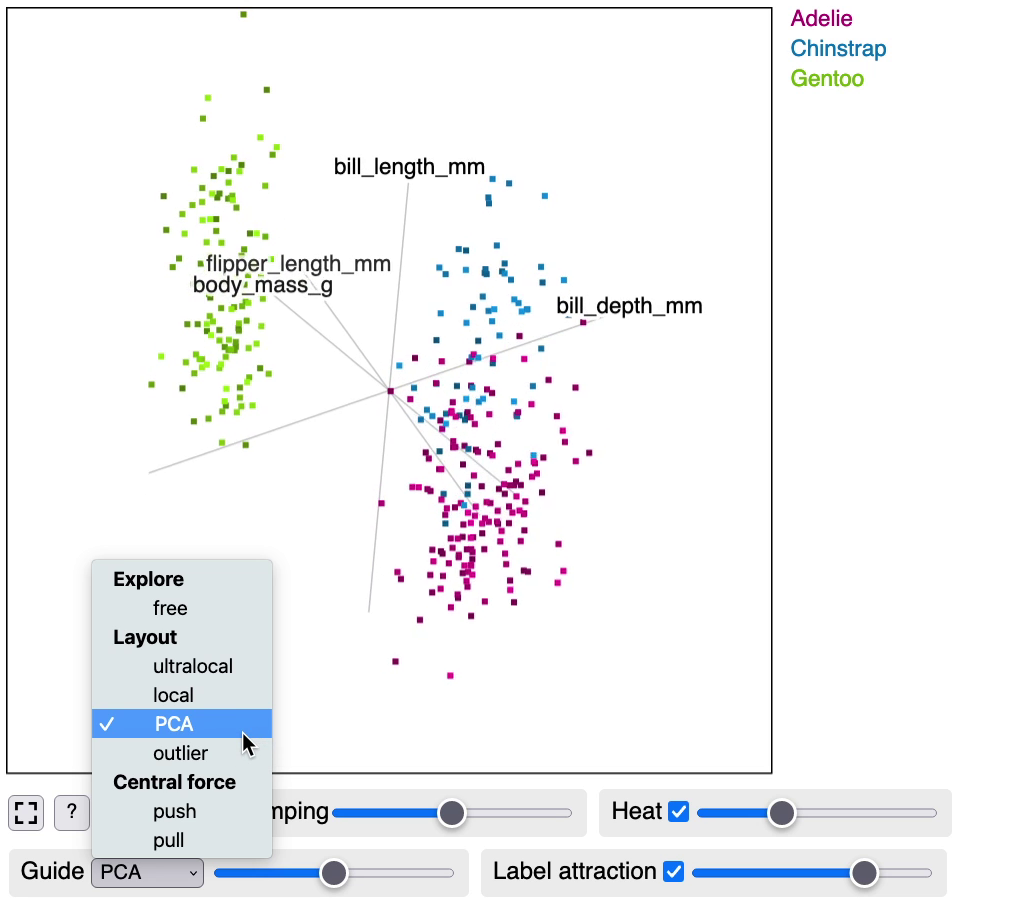 Adelie
Chinstrap
Gentoo
bill_length_mm
flipper_length_mm
body_mass_g
bill_depth_mm
Explore
free
Layout
ultralocal
local
✓ PCA
outlier
Central force
push
pull
? mping Heat
Guide PCA Label attraction